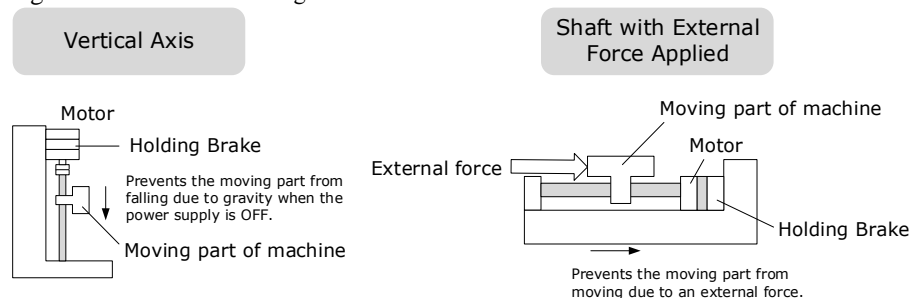 Vertical Axis
Motor
Holding Brake
Prevents the moving part from
falling due to gravity when the
power supply is OFF.
Moving part of machine
Shaft with External
Force Applied
Moving part of machine
Motor
External force
Holding Brake
Prevents the moving part from
moving due to an external force.